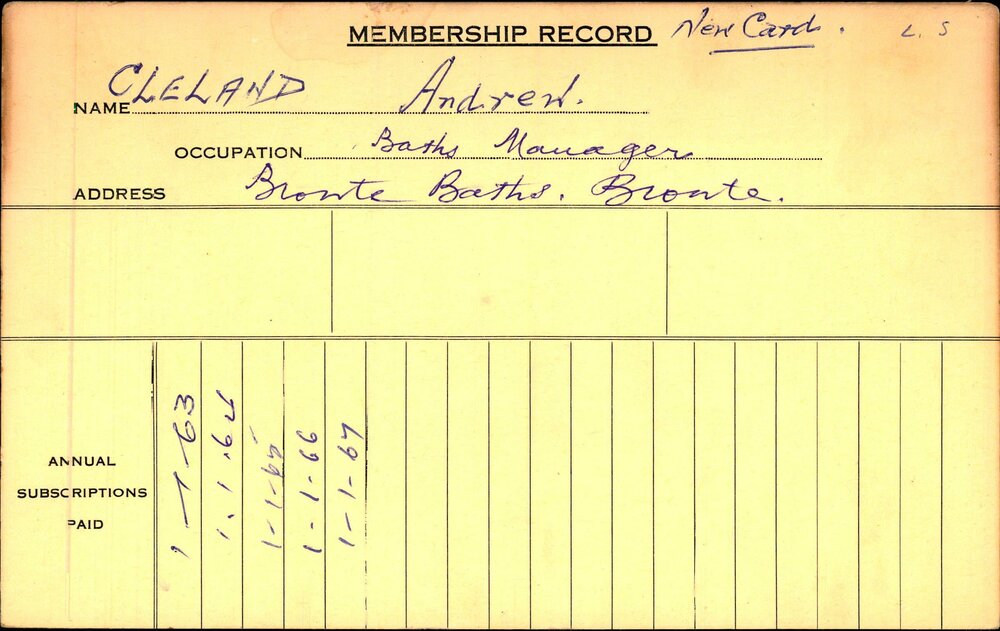 MEMBERSHIP RECORD New Card. L. S
NAME CLELAND Andrew.
OCCUPATION Baths Manager
ADDRESS Bronte Baths. Bronte.
ANNUAL SUBSCRIPTIONS PAID
1-1-63
1.1.64
1-1-65
1-1-66
1-1-67